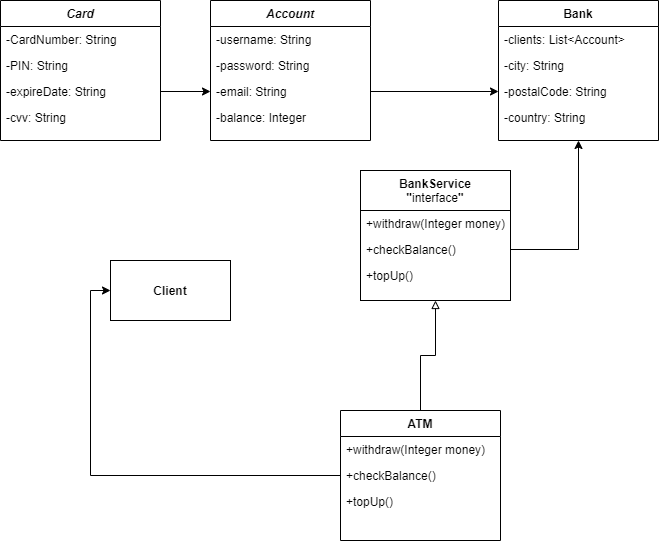 Card
-CardNumber: String
-PIN: String
-expireDate: String
-cvv: String
Account
-username: String
-password: String
-email: String
-balance: Integer
Bank
-clients: List<Account>
-city: String
-postalCode: String
-country: String
BankService
"interface"
+withdraw(Integer money)
+checkBalance()
+topUp()
Client
ATM
+withdraw(Integer money)
+checkBalance()
+topUp()